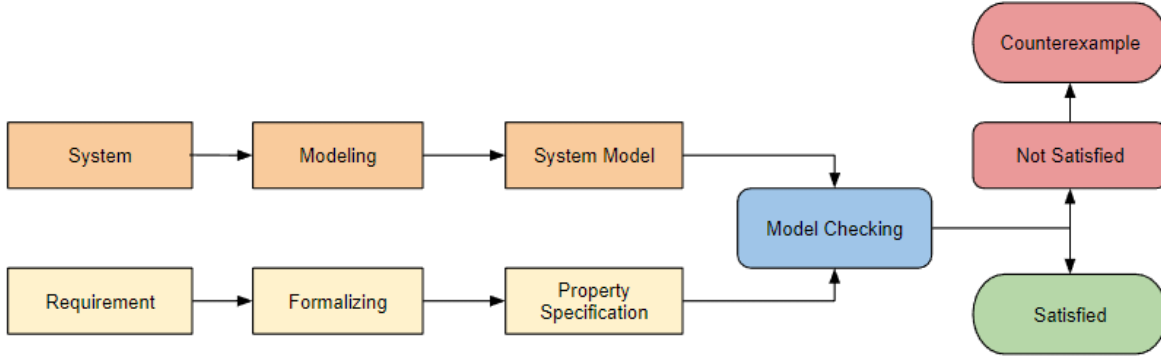 Counterexample
System
Modeling
System Model
Not Satisfied
Model Checking
Requirement
Formalizing
Property
Specification
Satisfied